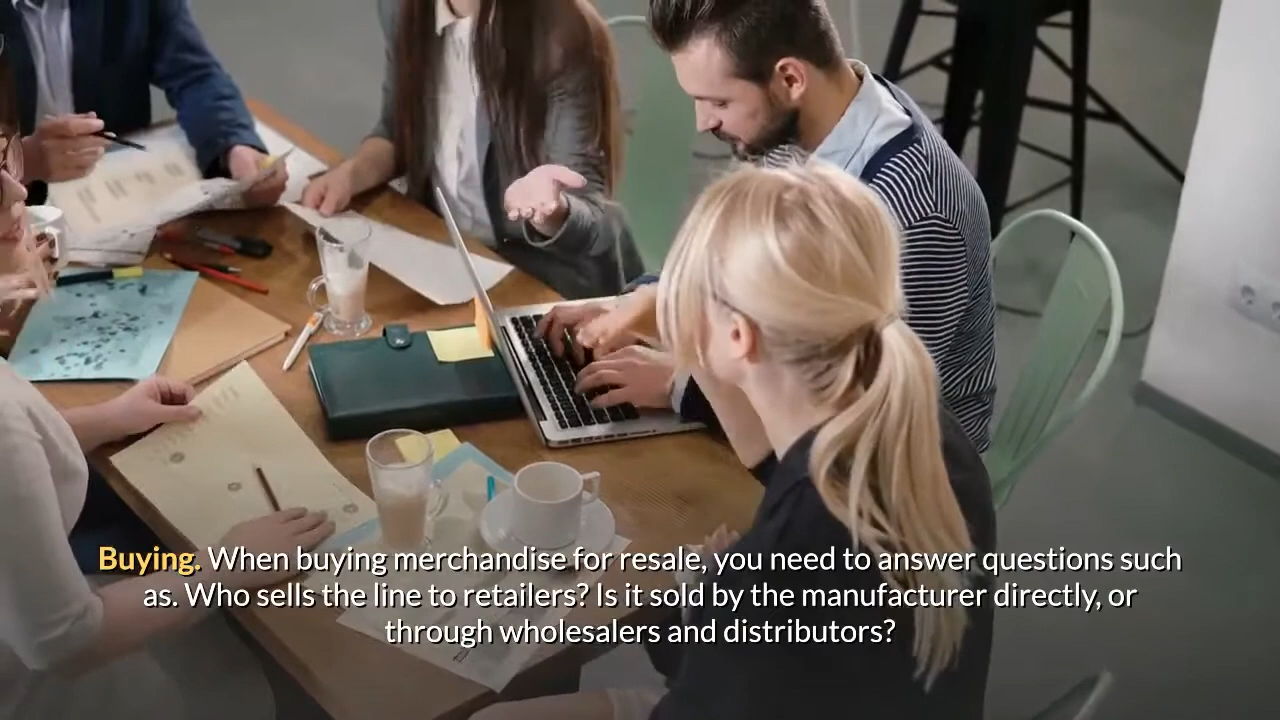 Buying. When buying merchandise for resale, you need to answer questions such
as. Who sells the line to retailers? Is it sold by the manufacturer directly, or
through wholesalers and distributors?